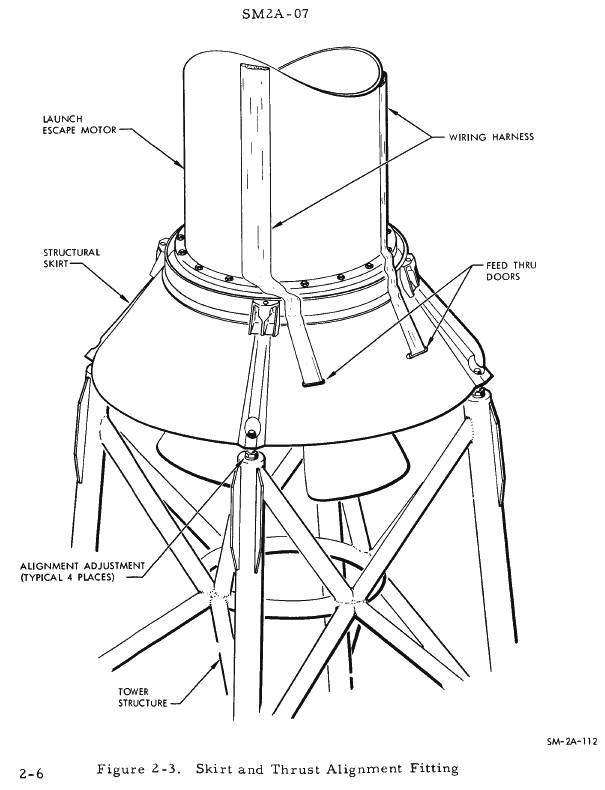 SM2A-07
LAUNCH
ESCAPE MOTOR
WIRING HARNESS
STRUCTURAL
SKIRT
FEED THRU
DOORS
ALIGNMENT ADJUSTMENT
(TYPICAL 4 PLACES)
TOWER
STRUCTURE
SM-2A-112
2-6
Figure 2-3. Skirt and Thrust Alignment Fitting